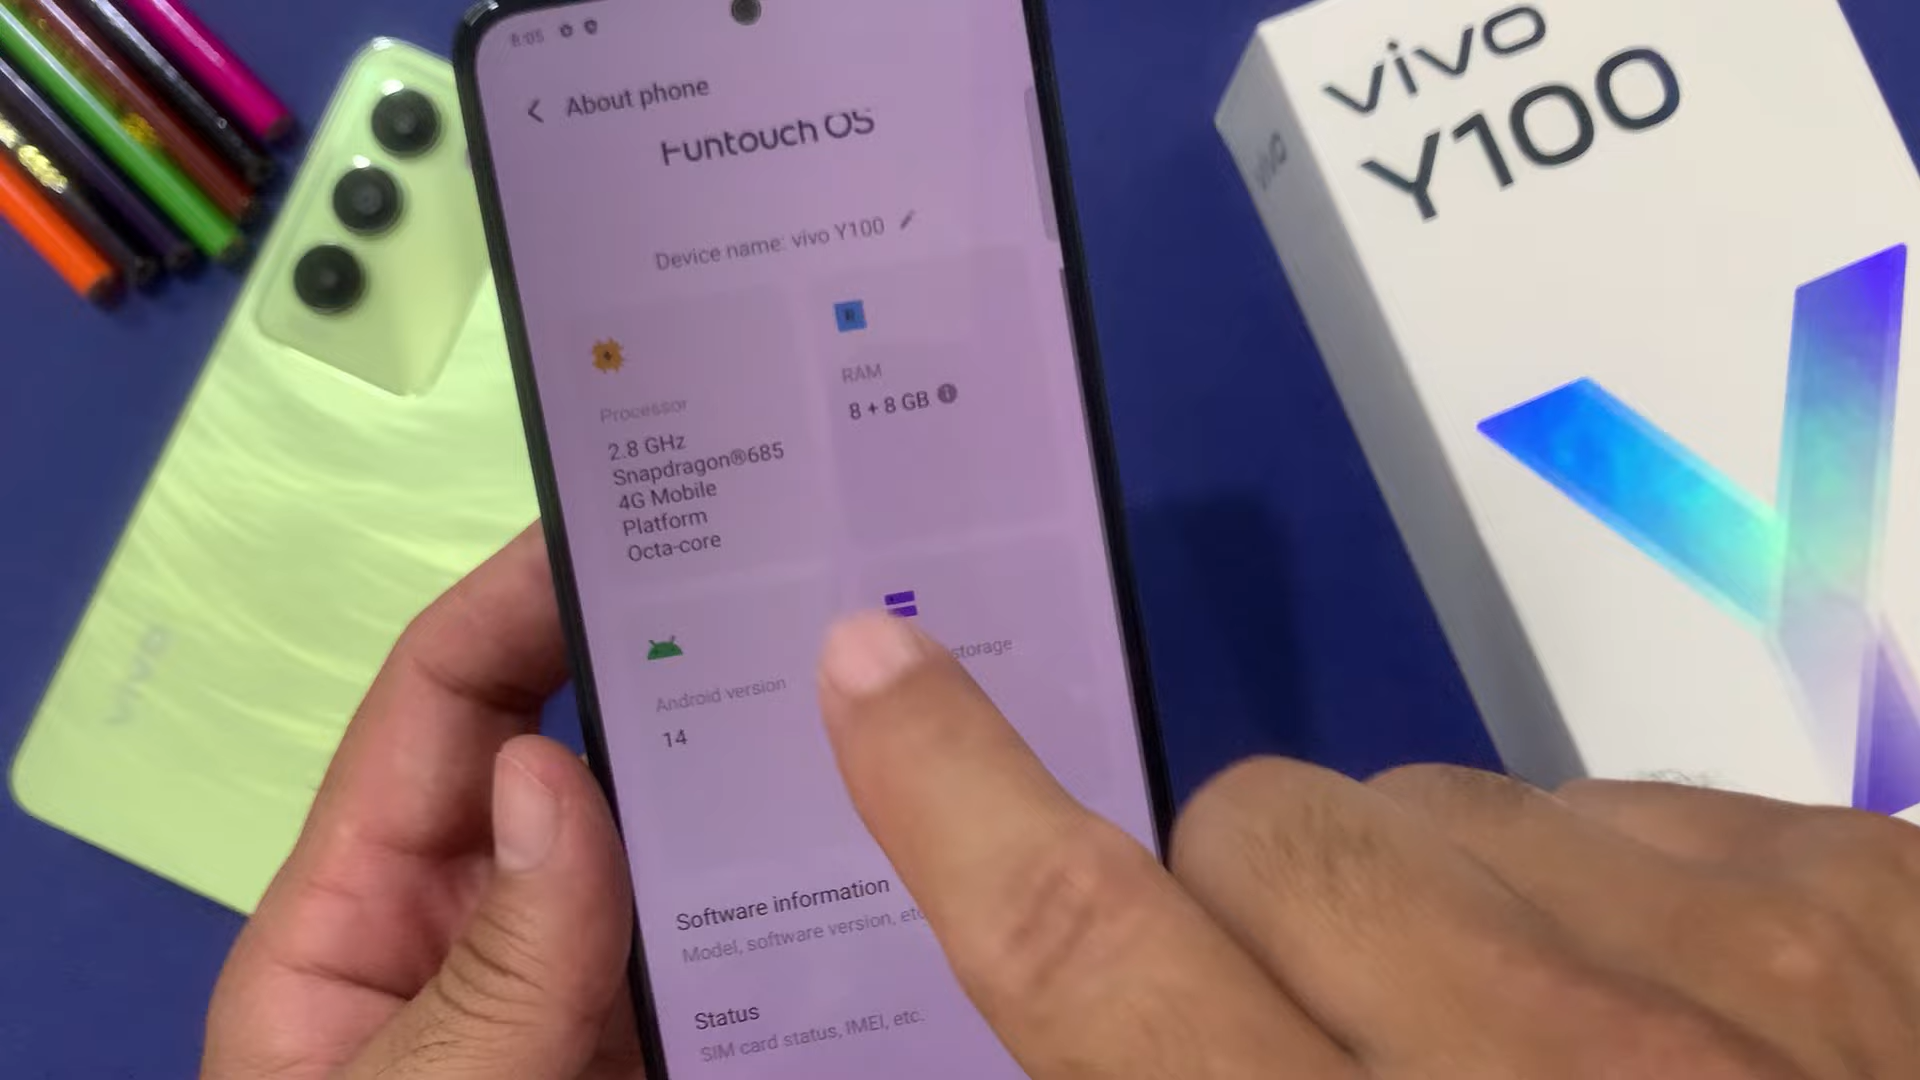 8:05
About phone
Funtouch OS
Device name: vivo Y100
Processor
2.8 GHz
Snapdragon®685
4G Mobile
Platform
Octa-core
RAM
8 + 8 GB
Android version
14
storage
Software information
Model, software version, etc
Status
SIM card status, IMEI, etc.
vivo
Y100
vivo
vivo